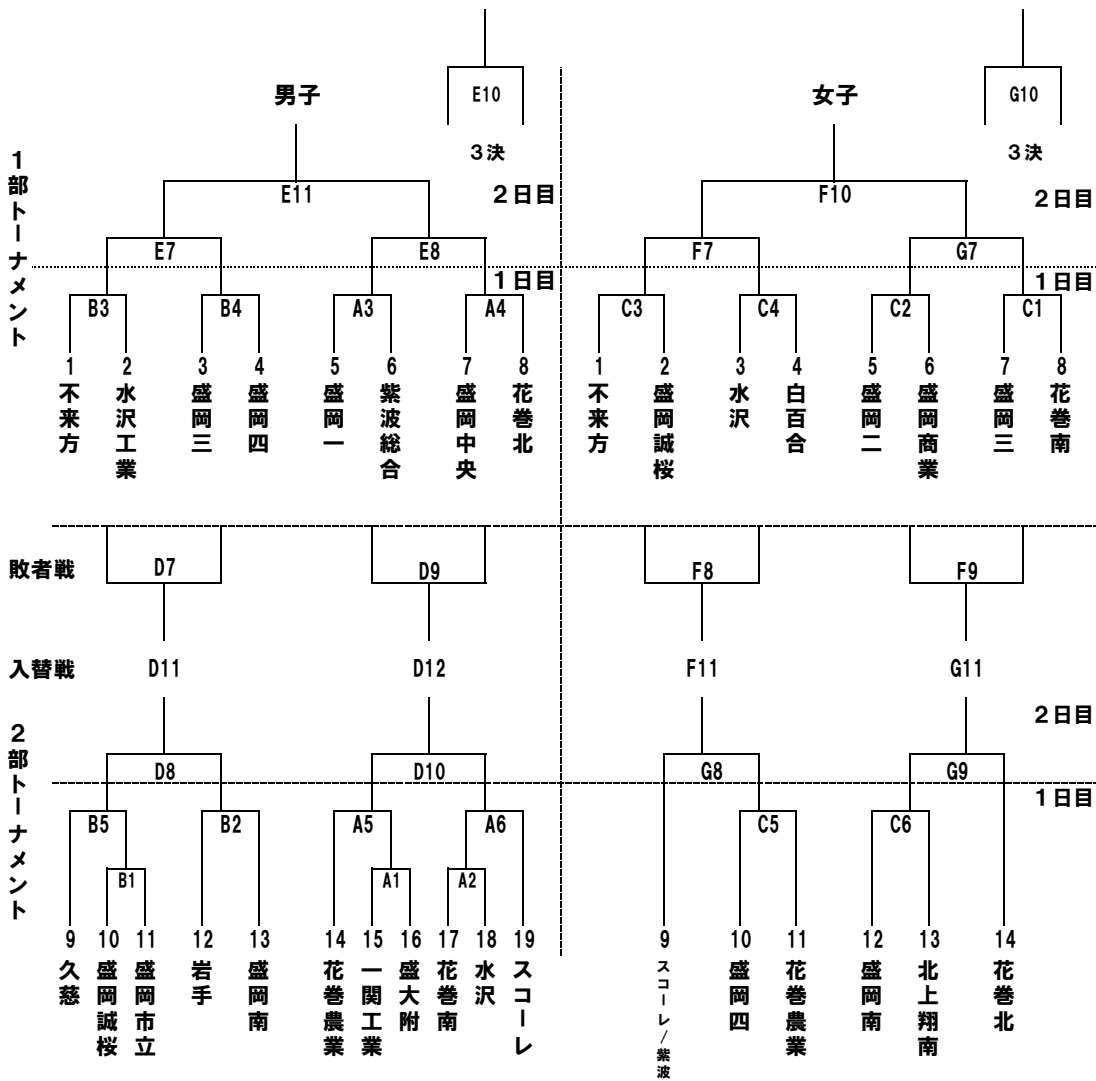 男子
E10
女子
G10
3決
3決
1部トーナメント
E11
2日目
F10
2日目
E7
E8
F7
G7
1日目
1日目
B3
B4
A3
A4
C3
C4
C2
C1
1
2
3
4
5
6
7
8
1
2
3
4
5
6
7
8
不来方
水沢工業
盛岡三
盛岡四
盛岡一
紫波総合
盛岡中央
花巻北
不来方
盛岡誠桜
水沢
白百合
盛岡二
盛岡商業
盛岡三
花巻南
敗者戦
D7
D9
F8
F9
入替戦
D11
D12
F11
G11
2部トーナメント
2日目
D8
D10
G8
G9
1日目
B5
B2
A5
A6
C5
C6
B1
A1
A2
9
10
11
12
13
14
15
16
17
18
19
9
10
11
12
13
14
久慈
盛岡誠桜
盛岡市立
岩手
盛岡南
花巻農業
一関工業
盛大附
花巻南
水沢
スコーレ
スコーレ/紫波
盛岡四
花巻農業
盛岡南
北上翔南
花巻北